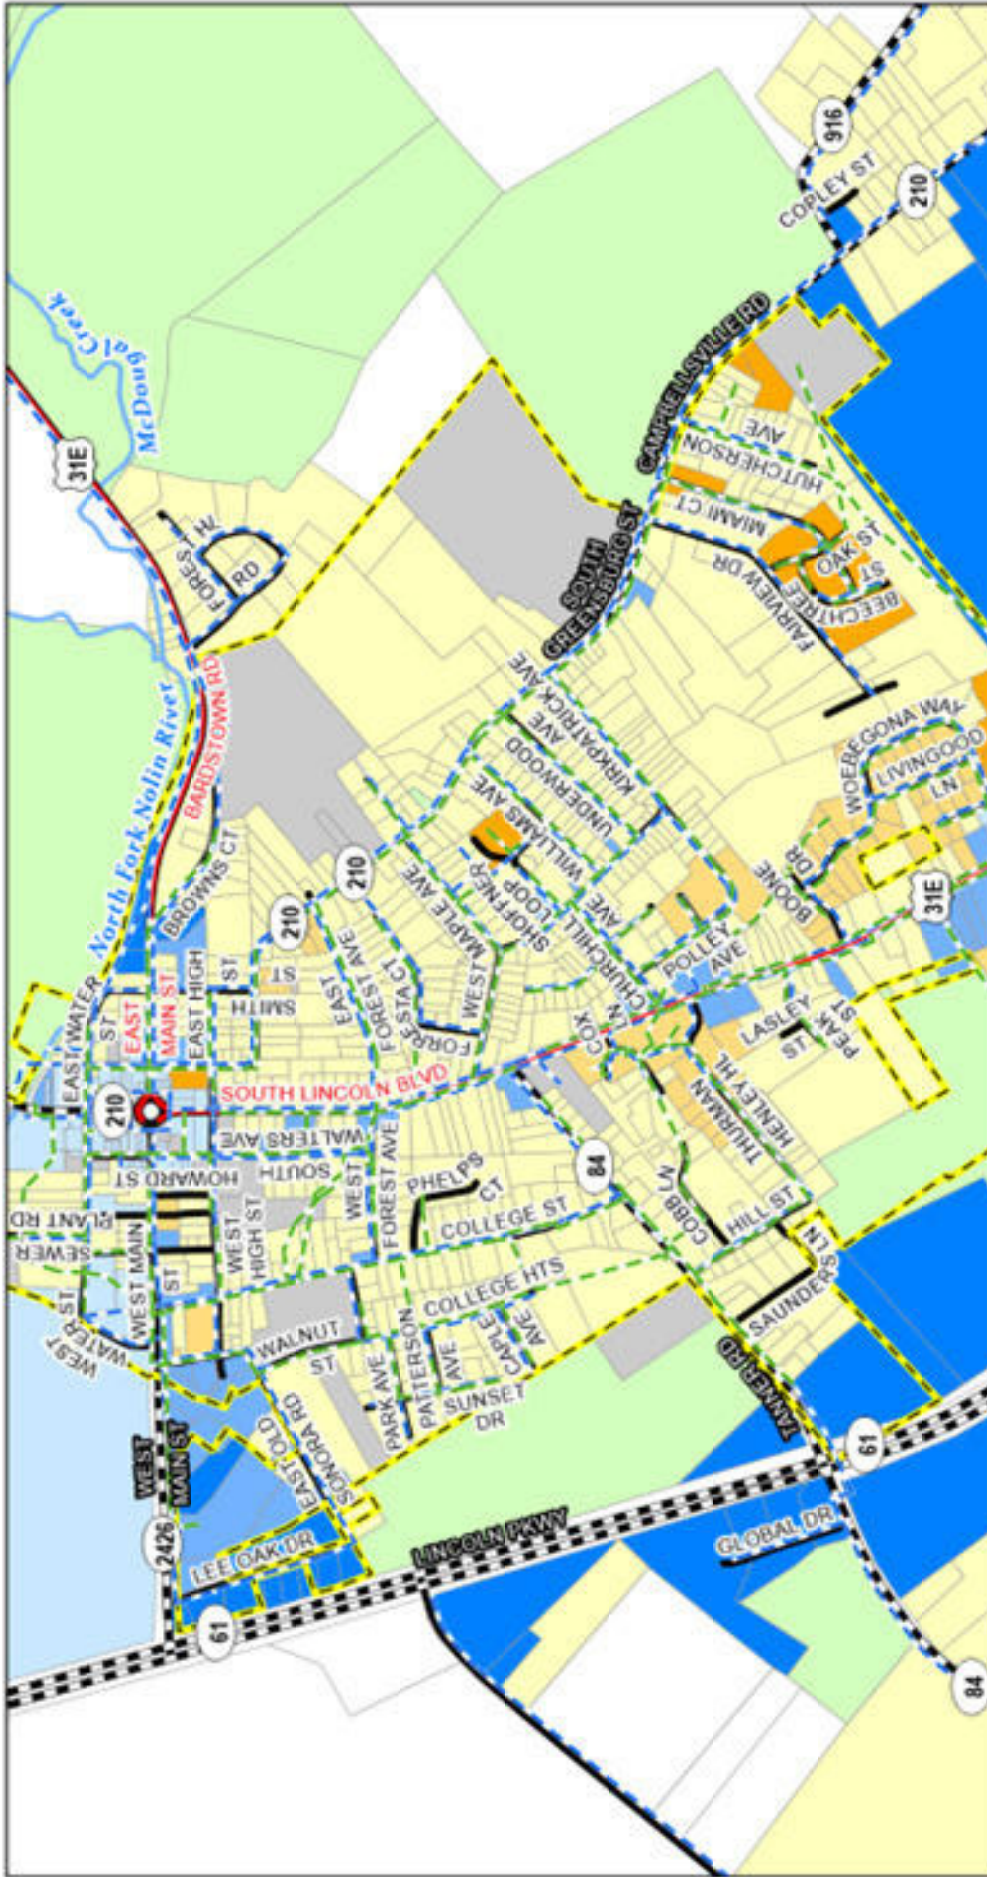 McDougal Creek
31E
916
COPLEY ST
210
CAMPBELLSVILLE RD
AVE
HUTCHERSON
MIAMI CT
FOREST HL
RD
SOUTH
GREENSBURG ST
FAIRVIEW DR
OAK ST
BEECHTREE
ST
North Fork Nolin River
BARDSTOWN RD
KIRKPATRICK AVE
AVE
UNDERWOOD
WILLIAMS AVE
WOEBEGONA WAY
LIVINGOOD
LN
BROWNS CT
210
210
WEST MAPLE AVE
SHOFFNER
LOOP
CHURCHILL
AVE
BOONE
DR
31E
POLLEY
AVE
EAST WATER
ST
EAST
MAIN ST
EAST HIGH
ST
SMITH
ST
EAST
FOREST AVE
FORRESTA CT
COX
LN
LASLEY
ST
PEAK
ST
210
SOUTH LINCOLN BLVD
WALTERS AVE
HOWARD ST
SOUTH
WEST
FOREST AVE
PHELPS
CT
84
THURMAN
HENLEY HL
PLANT RD
SEWER
WEST MAIN
ST
WEST
HIGH ST
COLLEGE ST
COBB LN
HILL ST
WEST
WATER ST
WALNUT
ST
COLLEGE HTS
SAUNDERS LN
PARK AVE
PATTERSON
AVE
CAPLE
AVE
SUNSET
DR
TANNER RD
WEST
MAIN ST
EAST OLD
SONORA RD
61
2426
LEE OAK DR
LINCOLN PKWY
GLOBAL DR
61
84